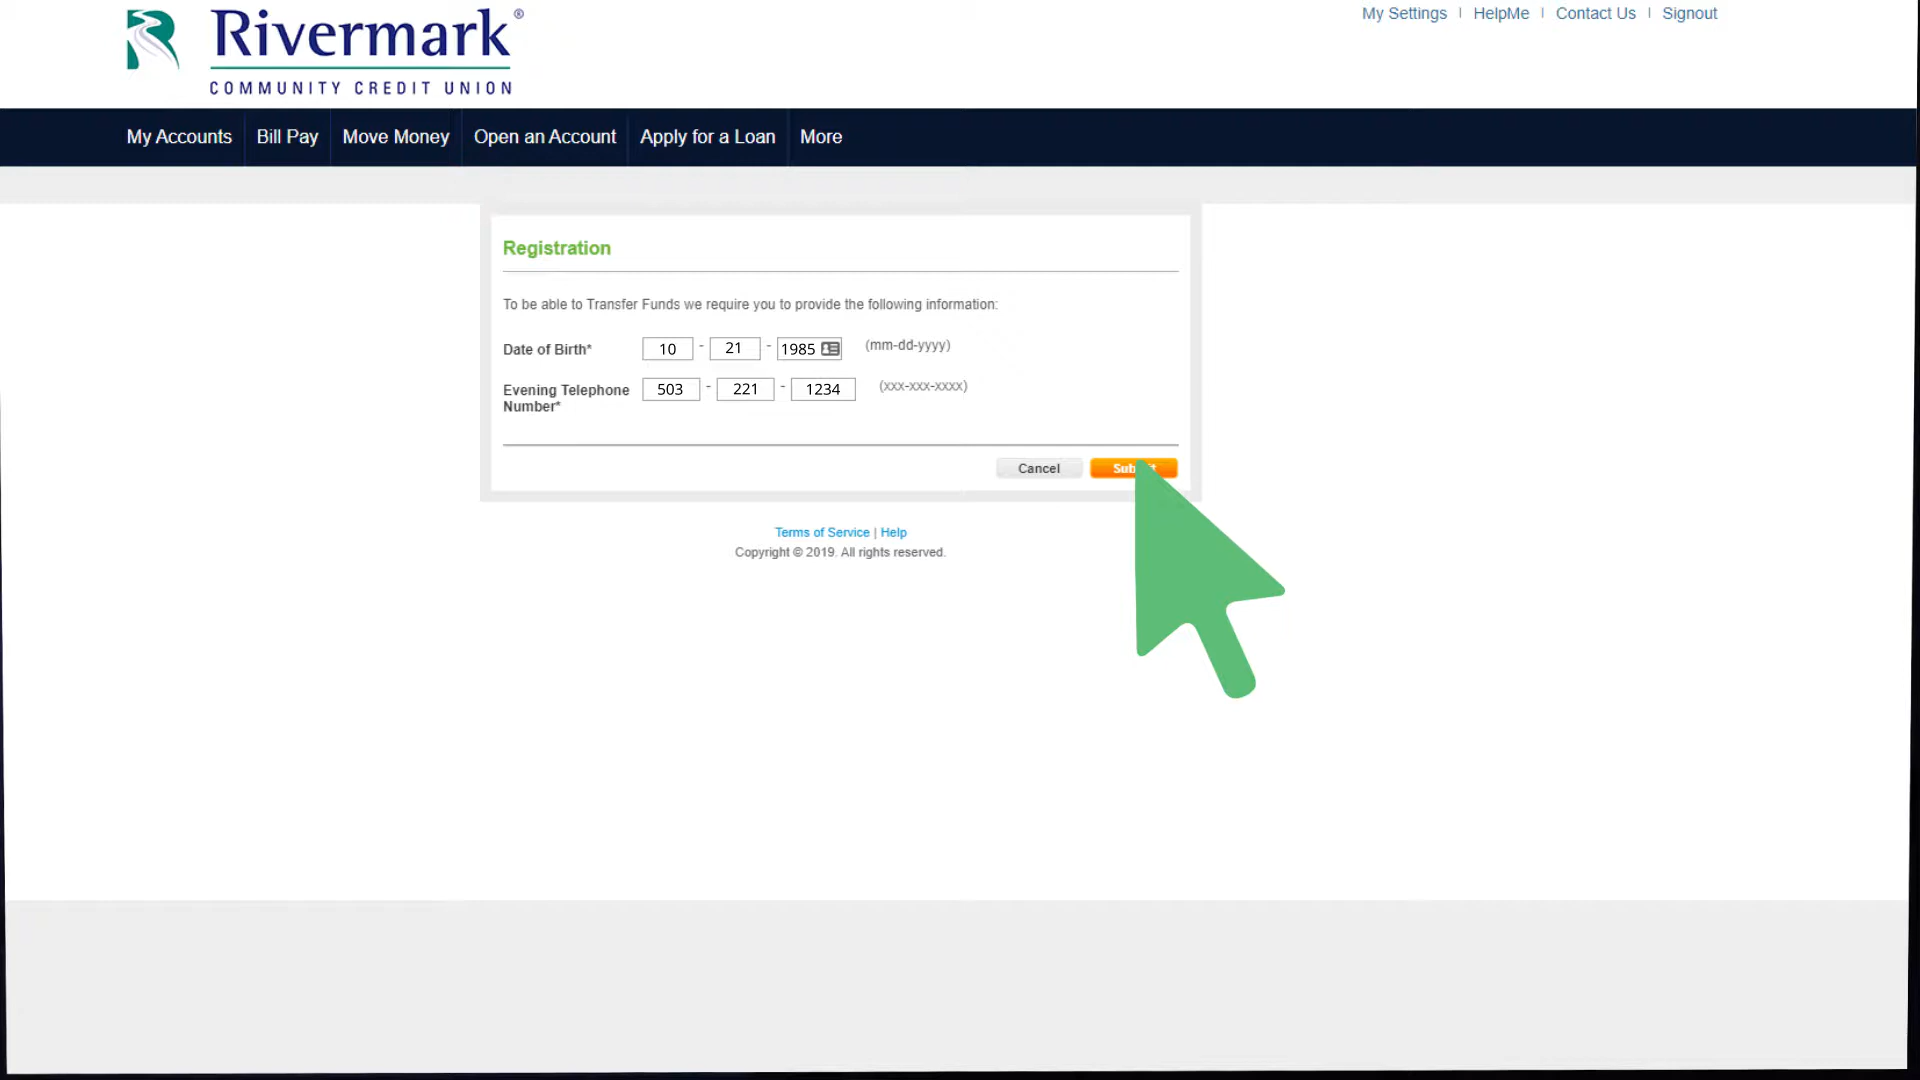 Rivermark®
COMMUNITY CREDIT UNION
My Settings | HelpMe | Contact Us | Signout
My Accounts Bill Pay Move Money Open an Account Apply for a Loan More
Registration
To be able to Transfer Funds we require you to provide the following information:
Date of Birth* 10 - 21 - 1985 (mm-dd-yyyy)
Evening Telephone Number* 503 - 221 - 1234 (xxx-xxx-xxxx)
Cancel
Terms of Service | Help
Copyright © 2019. All rights reserved.